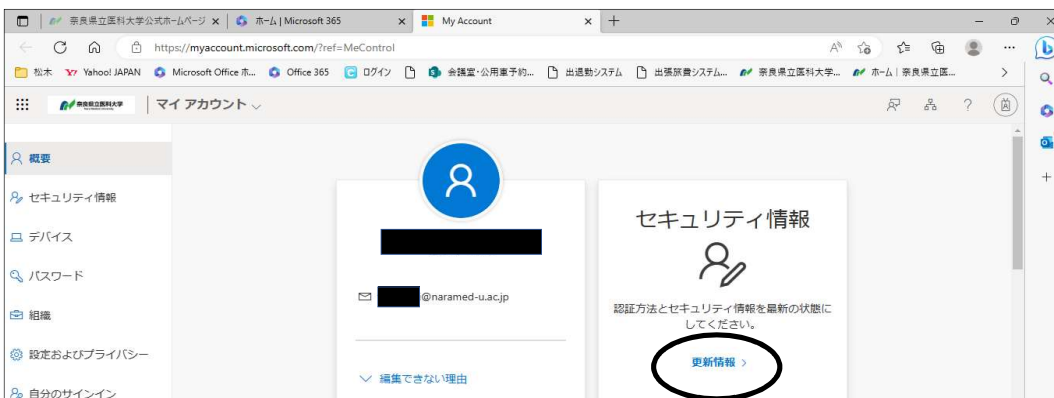 奈良県立医科大学公式ホームページ
ホーム | Microsoft 365
My Account
https://myaccount.microsoft.com/?ref=MeControl
松木 Yahoo! JAPAN Microsoft Office ホ... Office 365 ログイン 会議室・公用車予約... 出退勤システム 出張旅費システム... 奈良県立医科大学... ホーム | 奈良県立医...
奈良県立医科大学 マイ アカウント
概要
セキュリティ情報
デバイス
パスワード
組織
設定およびプライバシー
自分のサインイン
@naramed-u.ac.jp
編集できない理由
セキュリティ情報
認証方法とセキュリティ情報を最新の状態に
してください。
更新情報 >